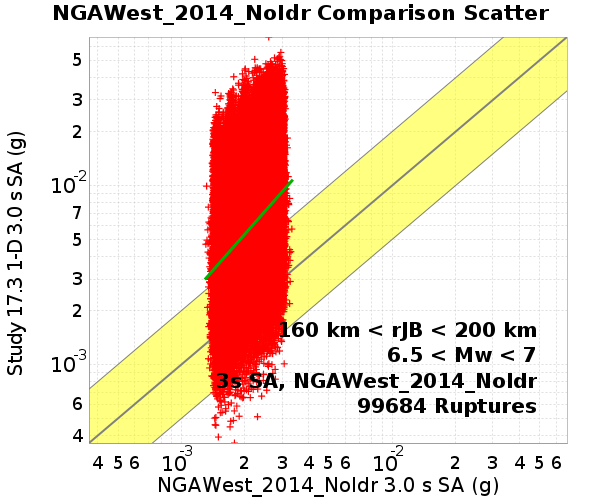 NGAWest_2014_NoIdr Comparison Scatter
Study 17.3 1-D 3.0 s SA (g)
5
3
2
10-2
7
5
3
2
10-3
6
4
160 km < rJB < 200 km
6.5 < Mw < 7
3s SA, NGAWest_2014_NoIdr
99684 Ruptures
4 5 6 10-3 2 3 4 5 6 10-2 2 3 4 5 6
NGAWest_2014_NoIdr 3.0 s SA (g)